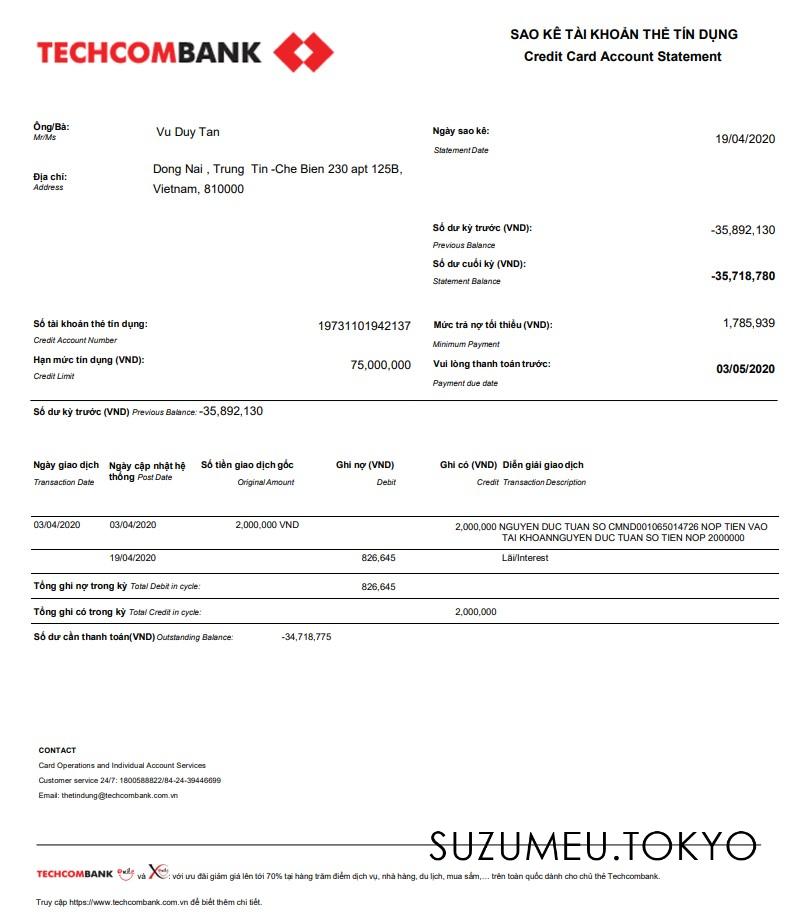 TECHCOMBANK
SAO KÊ TÀI KHOẢN THẺ TÍN DỤNG
Credit Card Account Statement
Ông/Bà:
Mr/Ms
Vu Duy Tan
Địa chỉ:
Address
Dong Nai , Trung Tin -Che Bien 230 apt 125B,
Vietnam, 810000
Ngày sao kê:
Statement Date
19/04/2020
Số dư kỳ trước (VND):
Previous Balance
-35,892,130
Số dư cuối kỳ (VND):
Statement Balance
-35,718,780
Số tài khoản thẻ tín dụng:
Credit Account Number
19731101942137
Hạn mức tín dụng (VND):
Credit Limit
75,000,000
Mức trả nợ tối thiểu (VND):
Minimum Payment
1,785,939
Vui lòng thanh toán trước:
Payment due date
03/05/2020
Số dư kỳ trước (VND) Previous Balance: -35,892,130
Ngày giao dịch Ngày cập nhật hệ thống Post Date Số tiền giao dịch gốc Ghi nợ (VND) Ghi có (VND) Diễn giải giao dịch
Transaction Date Original Amount Debit Credit Transaction Description
03/04/2020 03/04/2020 2,000,000 VND 2,000,000 NGUYEN DUC TUAN SO CMND001065014726 NOP TIEN VAO
TAI KHOANNGUYEN DUC TUAN SO TIEN NOP 2000000
19/04/2020 826,645 Lãi/Interest
Tổng ghi nợ trong kỳ Total Debit in cycle: 826,645
Tổng ghi có trong kỳ Total Credit in cycle: 2,000,000
Số dư cần thanh toán(VND) Outstanding Balance: -34,718,775
CONTACT
Card Operations and Individual Account Services
Customer service 24/7: 1800588822/84-24-39446699
Email: thetindung@techcombank.com.vn
SUZUMEU.TOKYO
TECHCOMBANK và : với ưu đãi giảm giá lên tới 70% tại hàng trăm điểm dịch vụ, nhà hàng, du lịch, mua sắm,... trên toàn quốc dành cho chủ thẻ Techcombank.
Truy cập https://www.techcombank.com.vn để biết thêm chi tiết.